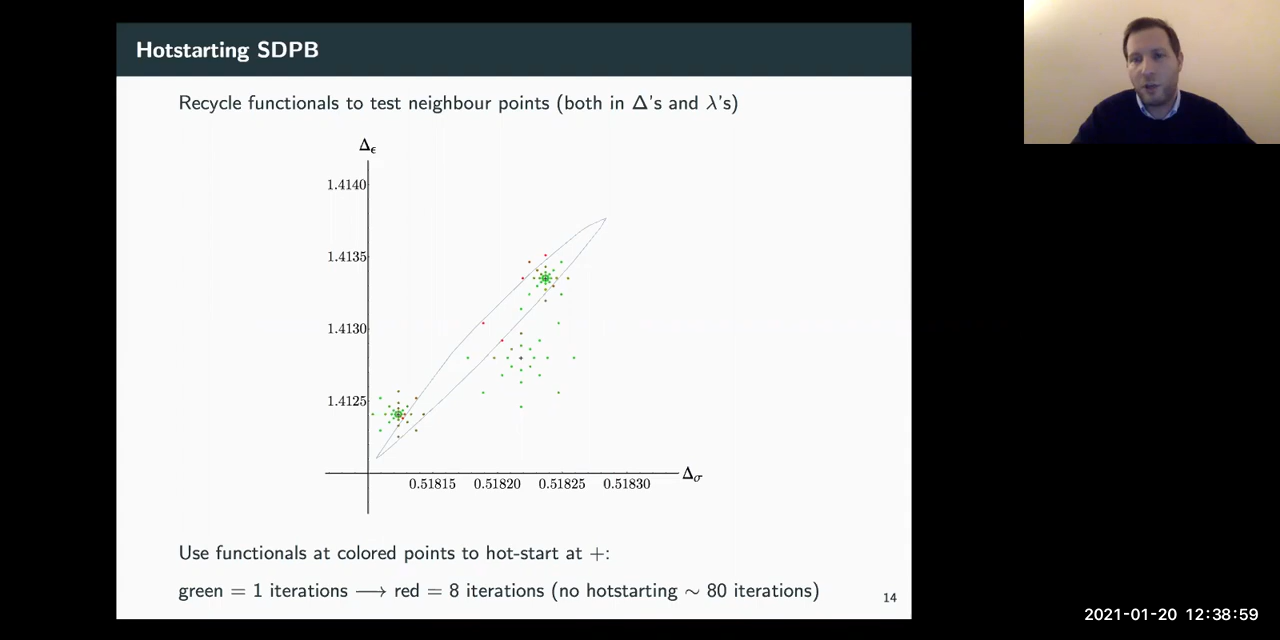 Hotstarting SDPB
Recycle functionals to test neighbour points (both in Δ's and λ's)
Δϵ
1.4140
1.4135
1.4130
1.4125
0.51815 0.51820 0.51825 0.51830 Δσ
Use functionals at colored points to hot-start at +:
green = 1 iterations ⟶ red = 8 iterations (no hotstarting ∼ 80 iterations)
14
2021-01-20 12:38:59